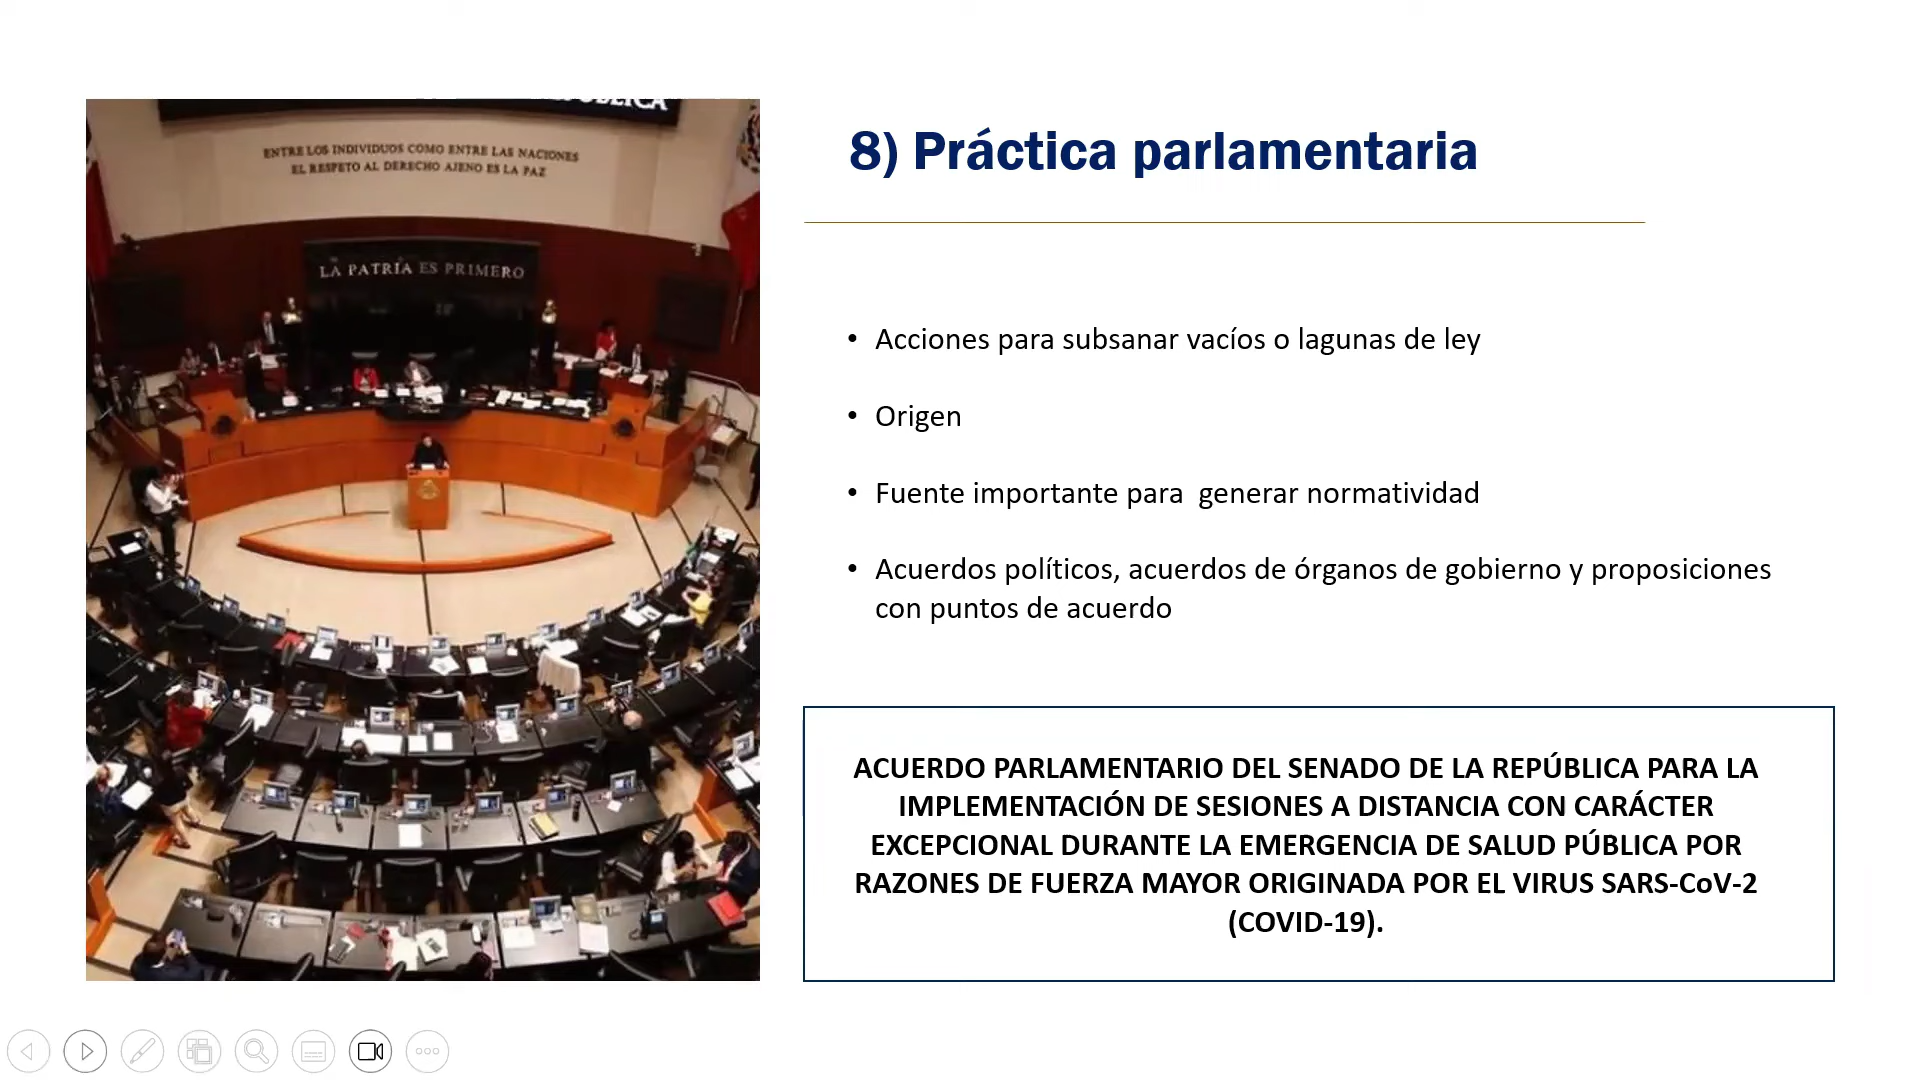 ENTRE LOS INDIVIDUOS COMO ENTRE LAS NACIONES
EL RESPETO AL DERECHO AJENO ES LA PAZ
LA PATRIA ES PRIMERO
8) Práctica parlamentaria
• Acciones para subsanar vacíos o lagunas de ley
• Origen
• Fuente importante para  generar normatividad
• Acuerdos políticos, acuerdos de órganos de gobierno y proposiciones
con puntos de acuerdo
ACUERDO PARLAMENTARIO DEL SENADO DE LA REPÚBLICA PARA LA
IMPLEMENTACIÓN DE SESIONES A DISTANCIA CON CARÁCTER
EXCEPCIONAL DURANTE LA EMERGENCIA DE SALUD PÚBLICA POR
RAZONES DE FUERZA MAYOR ORIGINADA POR EL VIRUS SARS-CoV-2
(COVID-19).